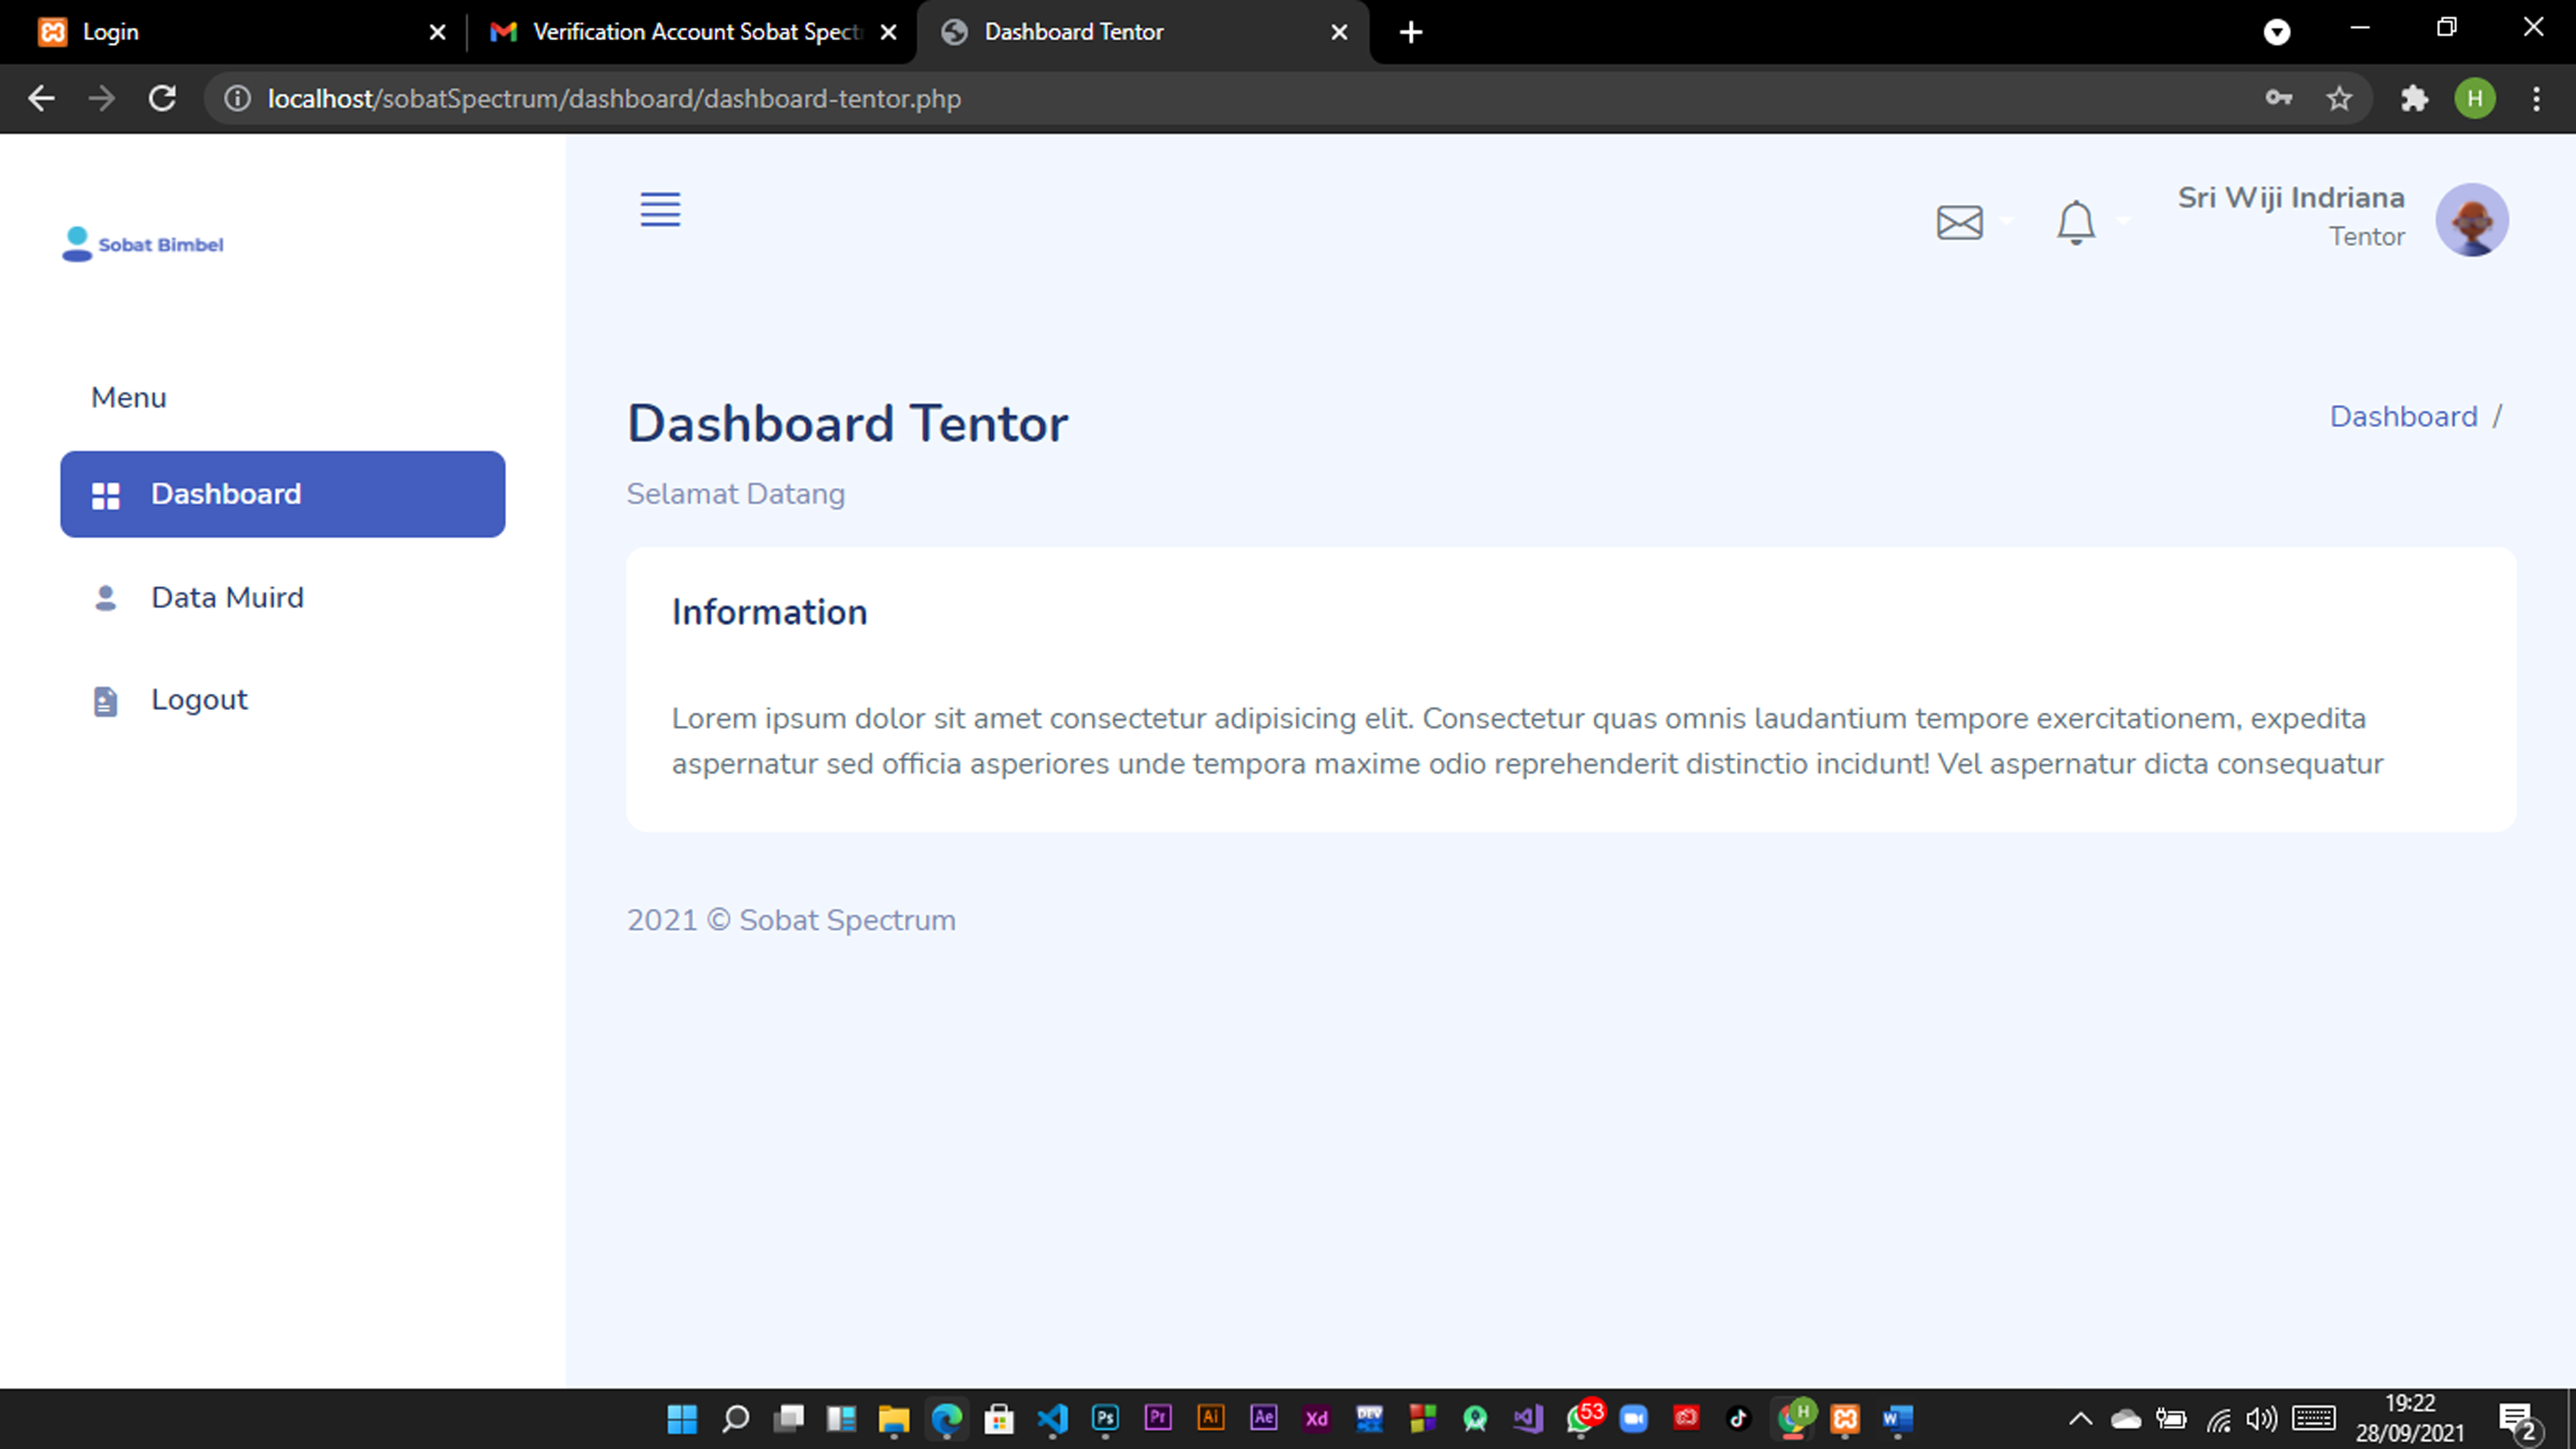 Login
Verification Account Sobat Spect
Dashboard Tentor
localhost/sobatSpectrum/dashboard/dashboard-tentor.php
H
Sobat Bimbel
Sri Wiji Indriana
Tentor
Menu
Dashboard
Data Muird
Logout
Dashboard Tentor
Dashboard /
Selamat Datang
Information
Lorem ipsum dolor sit amet consectetur adipisicing elit. Consectetur quas omnis laudantium tempore exercitationem, expedita
aspernatur sed officia asperiores unde tempora maxime odio reprehenderit distinctio incidunt! Vel aspernatur dicta consequatur
2021 © Sobat Spectrum
Ps
Pr
Ai
Ae
Xd
DEV
53
H
W
19:22
28/09/2021
2